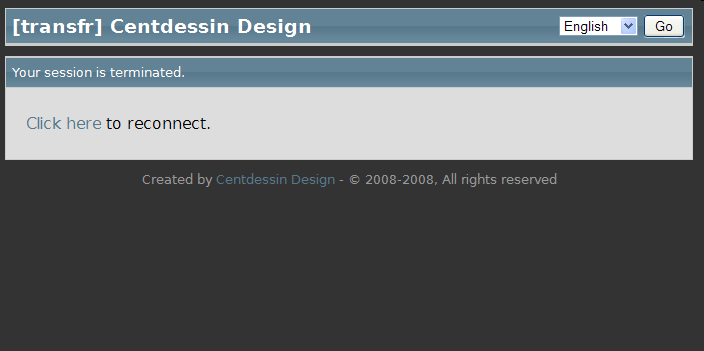 [transfr] Centdessin Design
English Go
Your session is terminated.
Click here to reconnect.
Created by Centdessin Design - © 2008-2008, All rights reserved